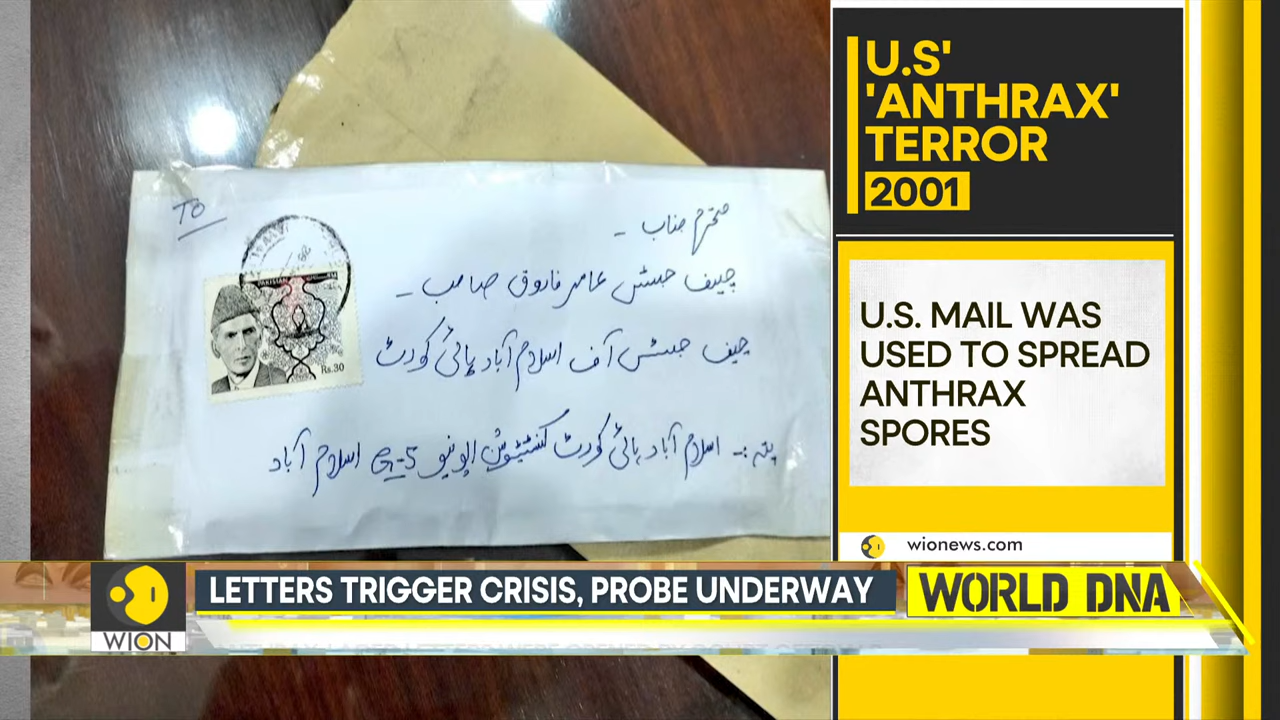 TO
محترم جناب -
چیف جسٹس عامر فاروق صاحب -
چیف جسٹس آف اسلام آباد ہائی کورٹ
پتہ :- اسلام آباد ہائی کورٹ کنسٹیٹیوشن ایونیو G-5 اسلام آباد
PAKISTAN
Rs.30
U.S'
'ANTHRAX'
TERROR
2001
U.S. MAIL WAS
USED TO SPREAD
ANTHRAX
SPORES
wionews.com
LETTERS TRIGGER CRISIS, PROBE UNDERWAY
WORLD DNA
WION